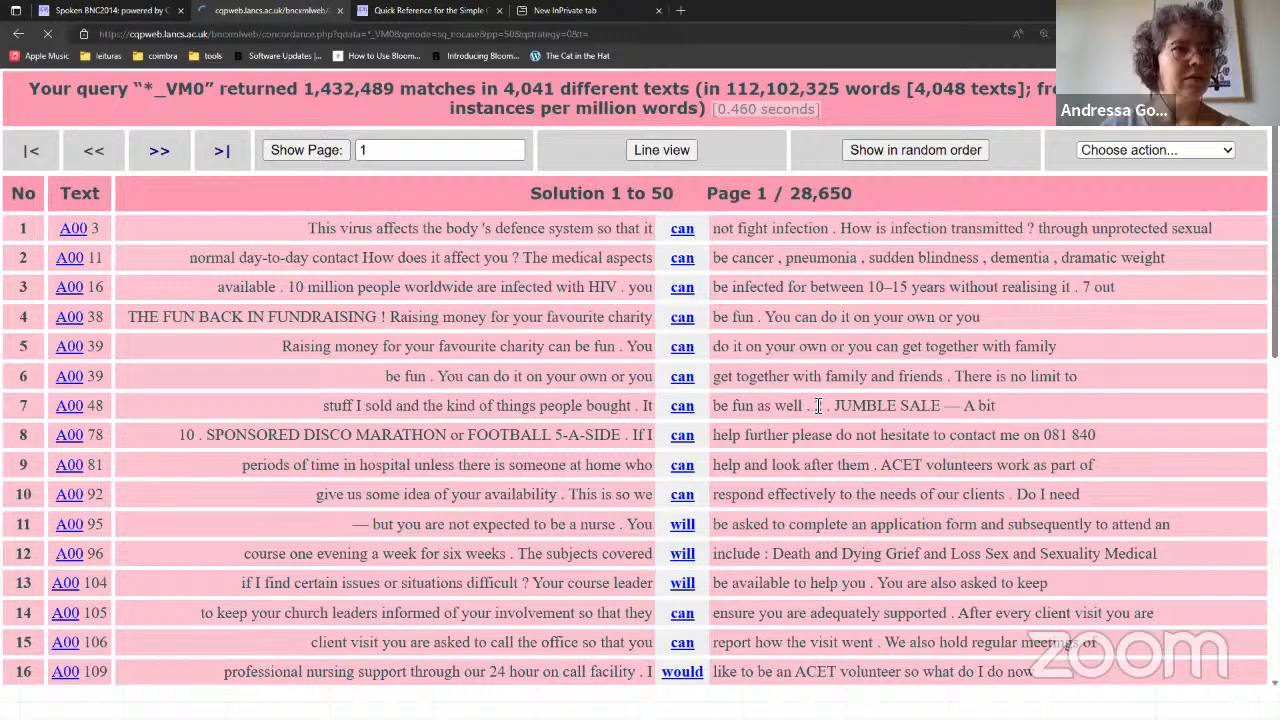 Spoken BNC2014: powered by C
cqpweb.lancs.ac.uk/bncxmlweb/
Quick Reference for the Simple Q
New InPrivate tab
https://cqpweb.lancs.ac.uk/bncxmlweb/concordance.php?qdata=*_VM0&qmode=sq_nocase&pp=50&qstrategy=0&t=
Apple Music
leituras
coimbra
tools
Software Updates | ...
How to Use Bloom...
Introducing Bloom...
The Cat in the Hat
Andressa Go...
Your query “*_VM0” returned 1,432,489 matches in 4,041 different texts (in 112,102,325 words [4,048 texts]; fr
instances per million words) [0.460 seconds]
|< << >> >| Show Page: 1 Line view Show in random order Choose action...
No Text Solution 1 to 50 Page 1 / 28,650
1 A00 3 This virus affects the body 's defence system so that it can not fight infection . How is infection transmitted ? through unprotected sexual
2 A00 11 normal day-to-day contact How does it affect you ? The medical aspects can be cancer , pneumonia , sudden blindness , dementia , dramatic weight
3 A00 16 available . 10 million people worldwide are infected with HIV . you can be infected for between 10–15 years without realising it . 7 out
4 A00 38 THE FUN BACK IN FUNDRAISING ! Raising money for your favourite charity can be fun . You can do it on your own or you
5 A00 39 Raising money for your favourite charity can be fun . You can do it on your own or you can get together with family
6 A00 39 be fun . You can do it on your own or you can get together with family and friends . There is no limit to
7 A00 48 stuff I sold and the kind of things people bought . It can be fun as well . . . JUMBLE SALE — A bit
8 A00 78 10 . SPONSORED DISCO MARATHON or FOOTBALL 5-A-SIDE . If I can help further please do not hesitate to contact me on 081 840
9 A00 81 periods of time in hospital unless there is someone at home who can help and look after them . ACET volunteers work as part of
10 A00 92 give us some idea of your availability . This is so we can respond effectively to the needs of our clients . Do I need
11 A00 95 — but you are not expected to be a nurse . You will be asked to complete an application form and subsequently to attend an
12 A00 96 course one evening a week for six weeks . The subjects covered will include : Death and Dying Grief and Loss Sex and Sexuality Medical
13 A00 104 if I find certain issues or situations difficult ? Your course leader will be available to help you . You are also asked to keep
14 A00 105 to keep your church leaders informed of your involvement so that they can ensure you are adequately supported . After every client visit you are
15 A00 106 client visit you are asked to call the office so that you can report how the visit went . We also hold regular meetings of
16 A00 109 professional nursing support through our 24 hour on call facility . I would like to be an ACET volunteer so what do I do now
zoom